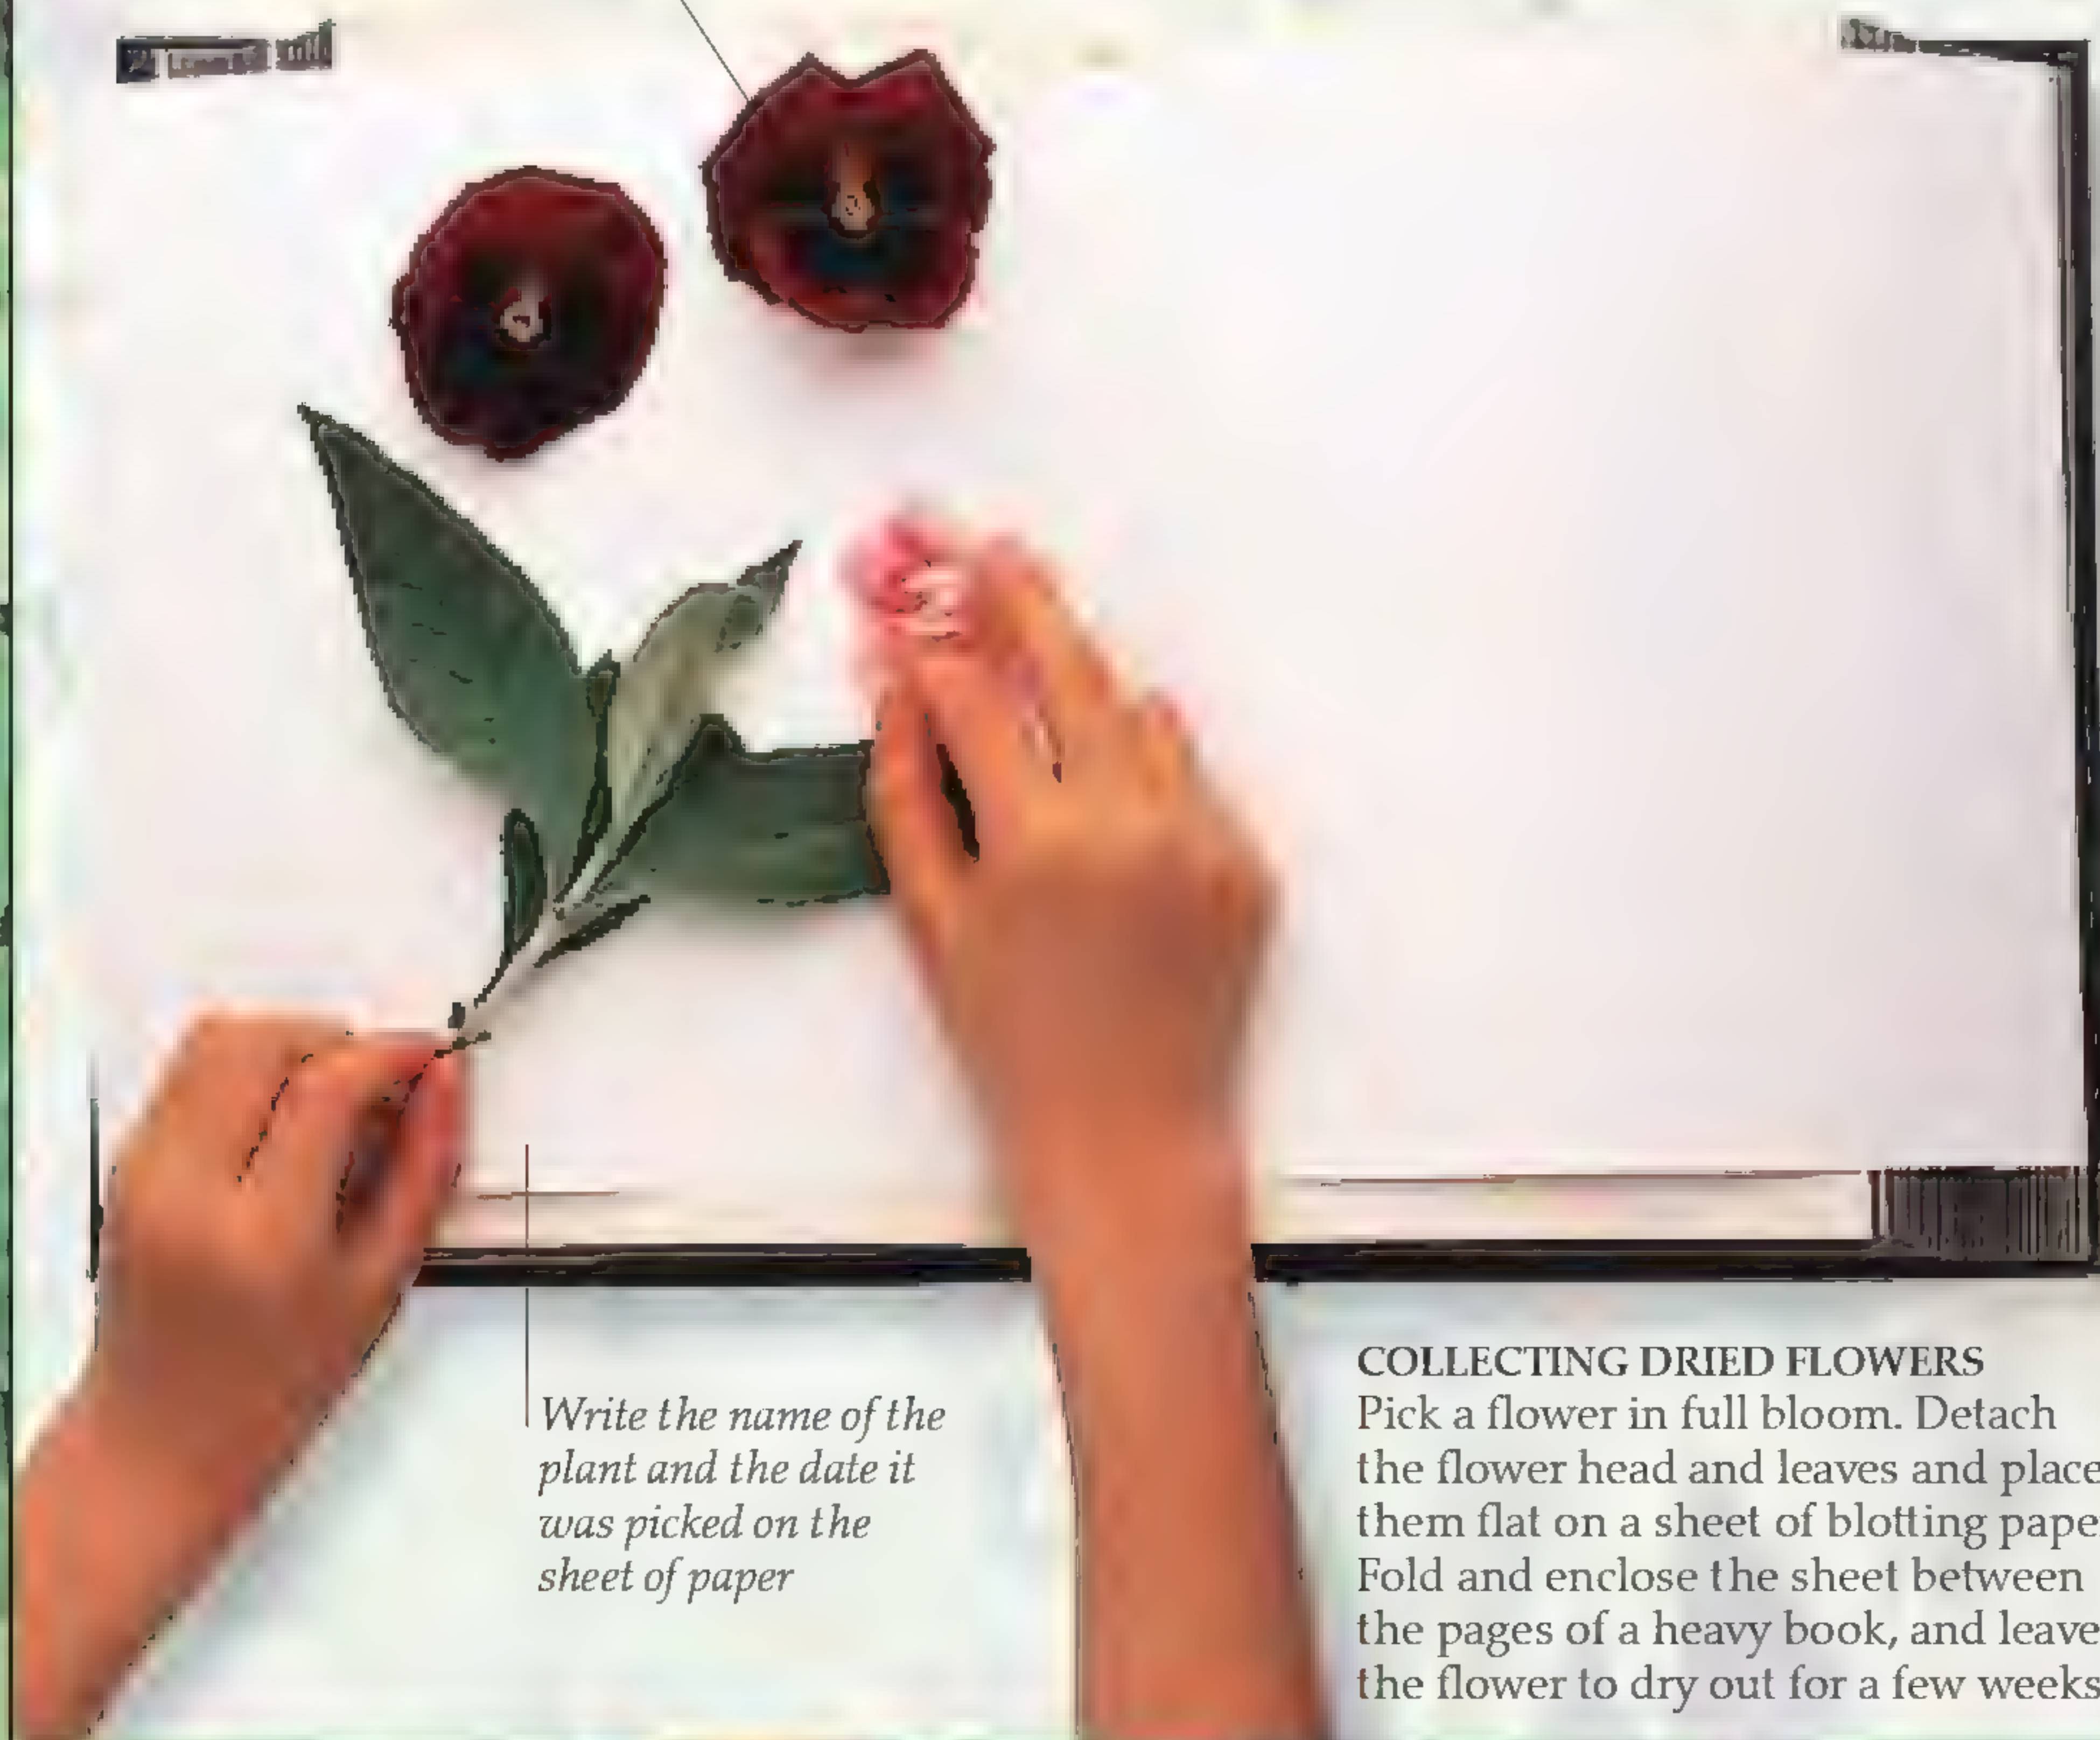 Write the name of the
plant and the date it
was picked on the
sheet of paper
COLLECTING DRIED FLOWERS
Pick a flower in full bloom. Detach
the flower head and leaves and place
them flat on a sheet of blotting pape
Fold and enclose the sheet between
the pages of a heavy book, and leave
the flower to dry out for a few weeks